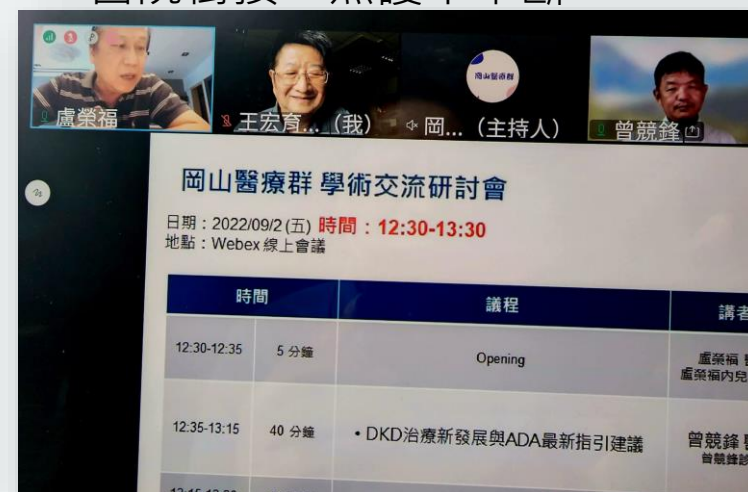 盧榮福
王宏育... (我)
岡山醫療群
岡... (主持人)
曾競鋒
岡山醫療群 學術交流研討會
日期：2022/09/2 (五) 時間：12:30-13:30
地點：Webex 線上會議
時間 議程 講者
12:30-12:35 5 分鐘 Opening 盧榮福
盧榮福內兒
12:35-13:15 40 分鐘 • DKD治療新發展與ADA最新指引建議 曾競鋒
曾競鋒